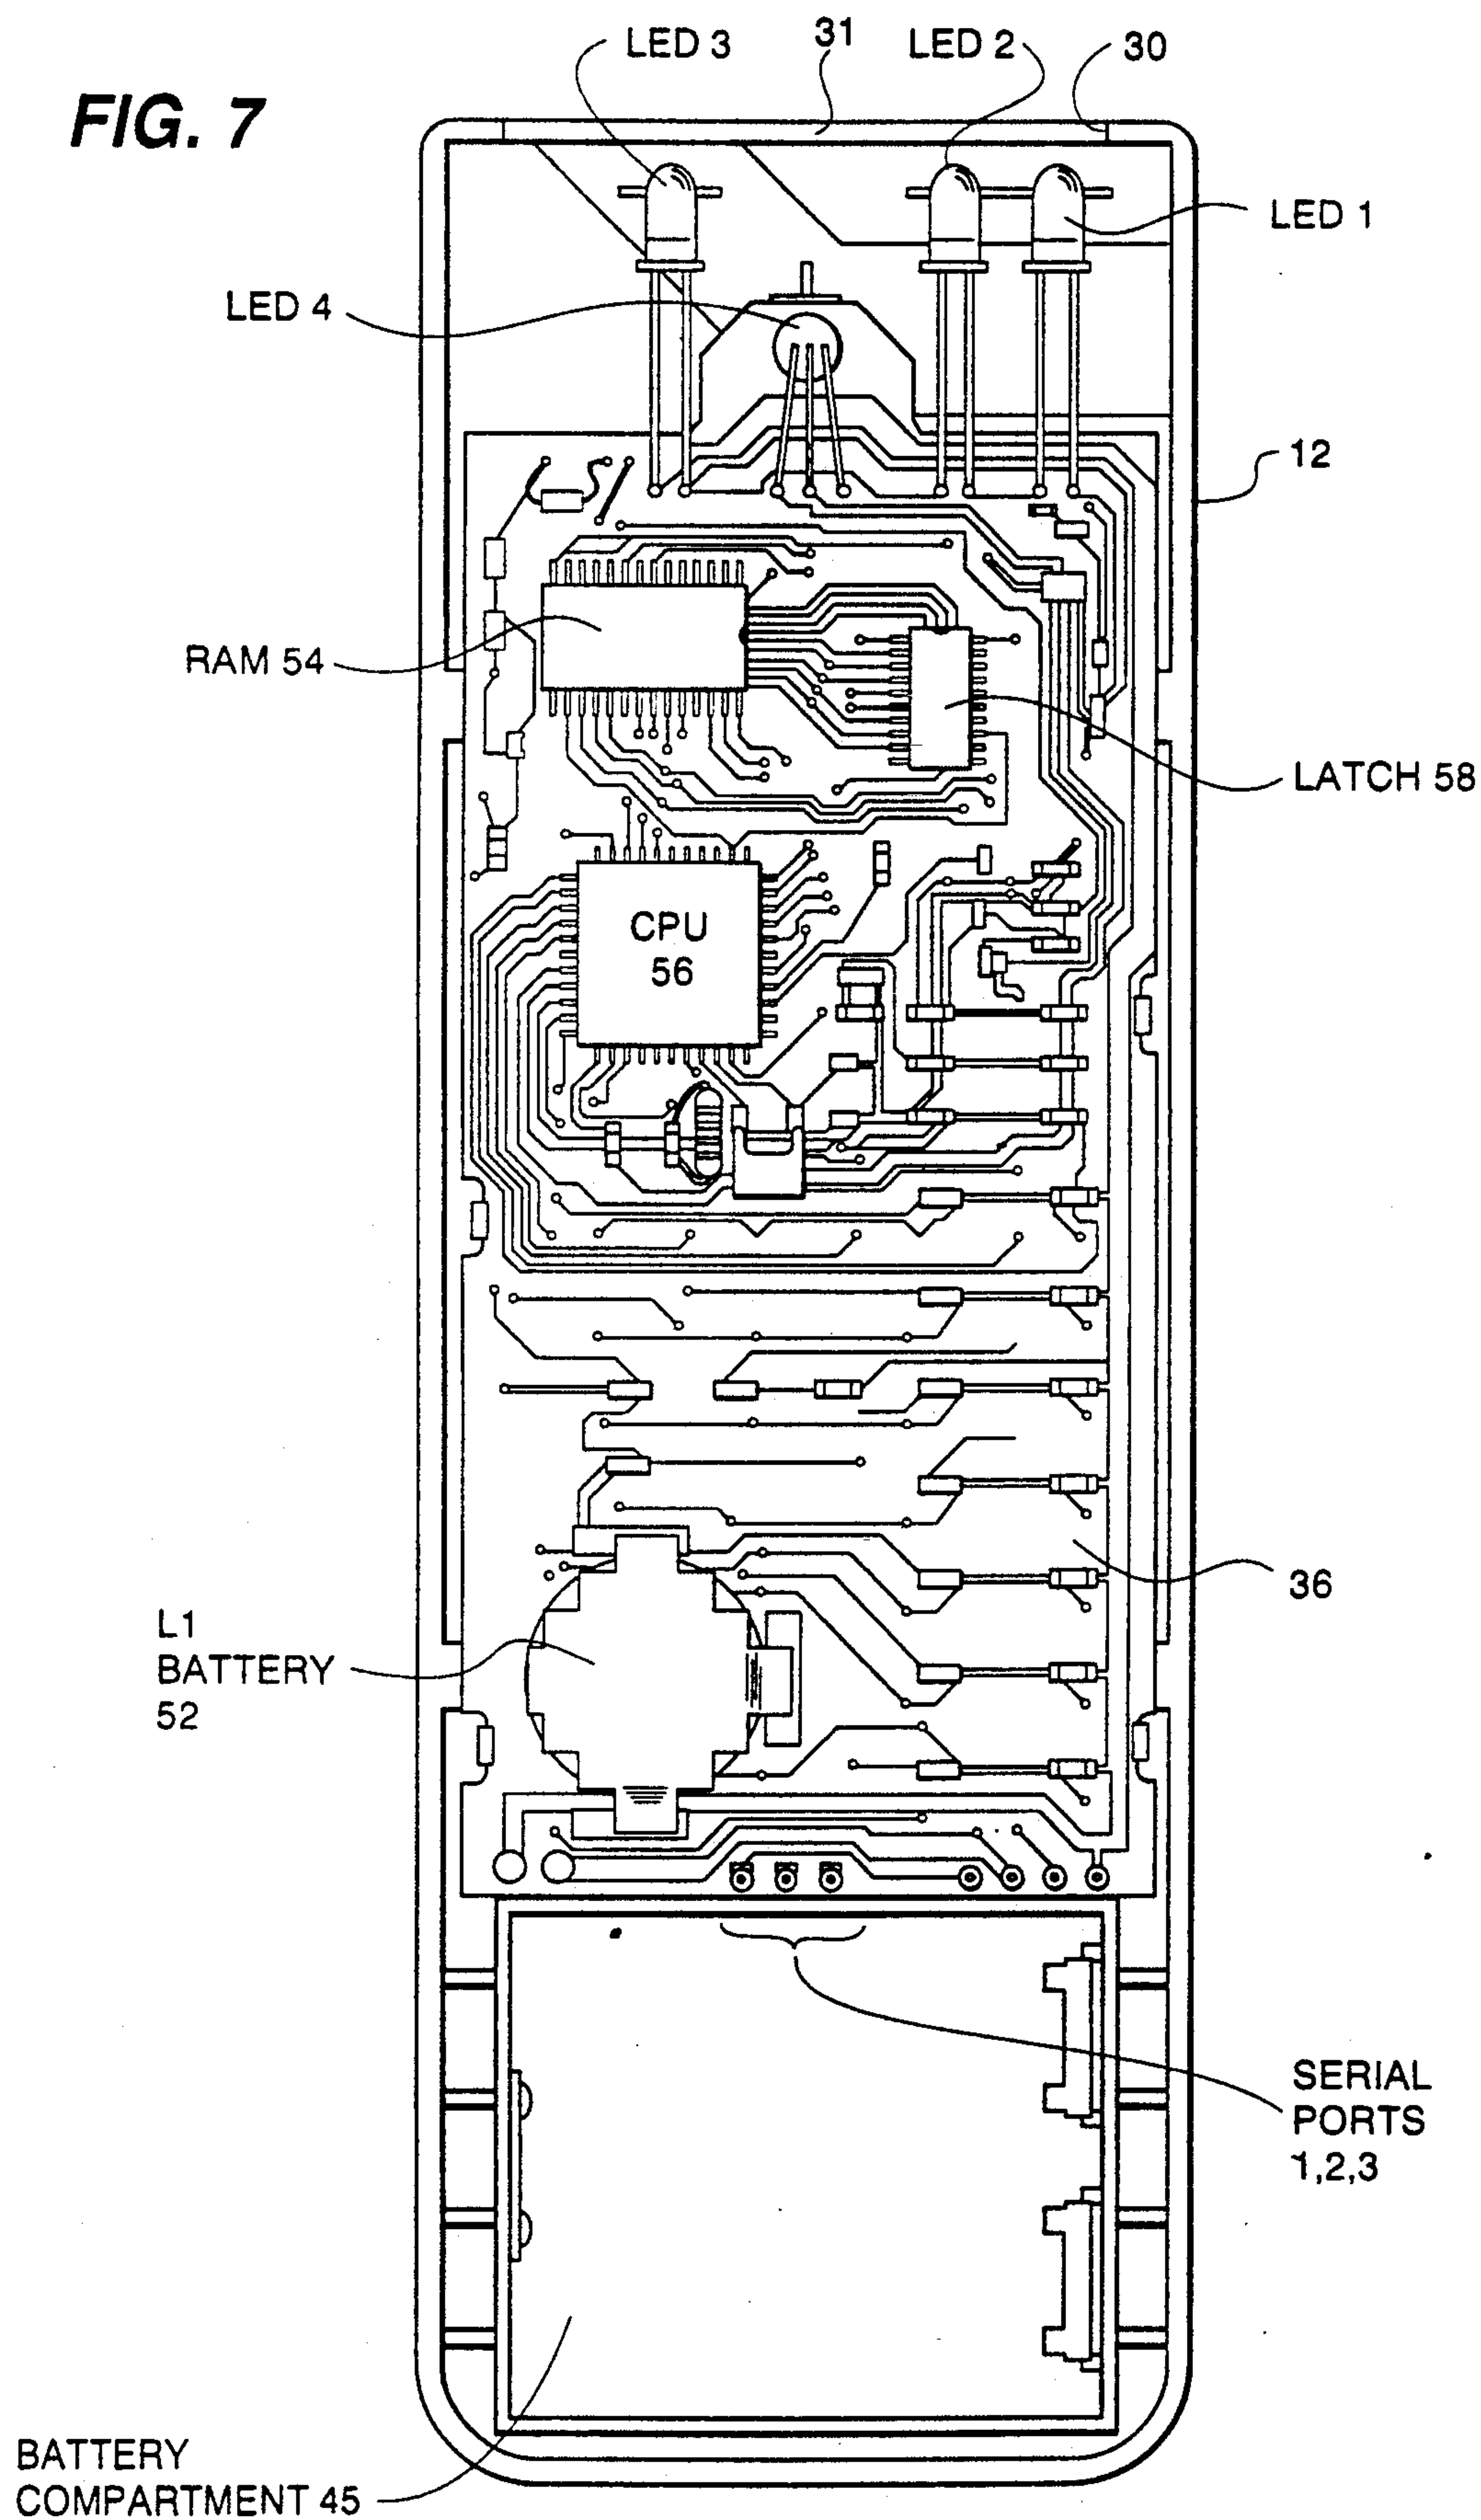 FIG. 7
LED 3
31
LED 2
30
LED 1
LED 4
12
RAM 54
LATCH 58
CPU
56
36
L1
BATTERY
52
SERIAL
PORTS
1,2,3
BATTERY
COMPARTMENT 45